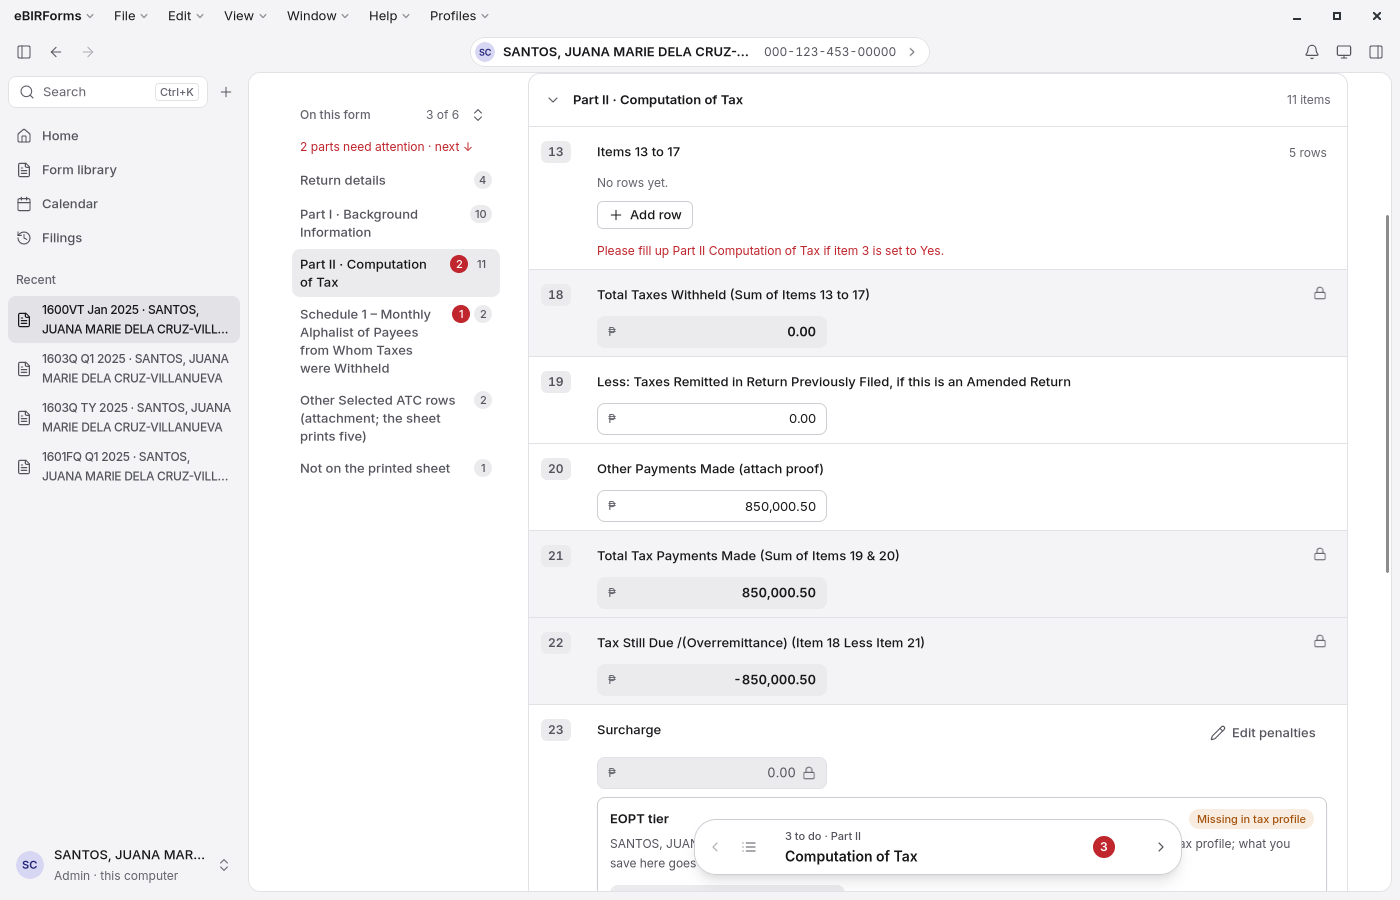 eBIRForms File Edit View Window Help Profiles
SC SANTOS, JUANA MARIE DELA CRUZ-... 000-123-453-00000
Search Ctrl+K
Home
Form library
Calendar
Filings
Recent
1600VT Jan 2025 · SANTOS,
JUANA MARIE DELA CRUZ-VILL...
1603Q Q1 2025 · SANTOS, JUANA
MARIE DELA CRUZ-VILLANUEVA
1603Q TY 2025 · SANTOS, JUANA
MARIE DELA CRUZ-VILLANUEVA
1601FQ Q1 2025 · SANTOS,
JUANA MARIE DELA CRUZ-VILL...
SC SANTOS, JUANA MAR...
Admin · this computer
On this form 3 of 6
2 parts need attention · next ↓
Return details 4
Part I · Background 10
Information
Part II · Computation 2 11
of Tax
Schedule 1 – Monthly 1 2
Alphalist of Payees
from Whom Taxes
were Withheld
Other Selected ATC rows 2
(attachment; the sheet
prints five)
Not on the printed sheet 1
Part II · Computation of Tax 11 items
13 Items 13 to 17 5 rows
No rows yet.
Add row
Please fill up Part II Computation of Tax if item 3 is set to Yes.
18 Total Taxes Withheld (Sum of Items 13 to 17)
₱ 0.00
19 Less: Taxes Remitted in Return Previously Filed, if this is an Amended Return
₱ 0.00
20 Other Payments Made (attach proof)
₱ 850,000.50
21 Total Tax Payments Made (Sum of Items 19 & 20)
₱ 850,000.50
22 Tax Still Due /(Overremittance) (Item 18 Less Item 21)
₱ -850,000.50
23 Surcharge Edit penalties
₱ 0.00
EOPT tier Missing in tax profile
SANTOS, JUAN tax profile; what you
save here goes
3 to do · Part II
Computation of Tax 3